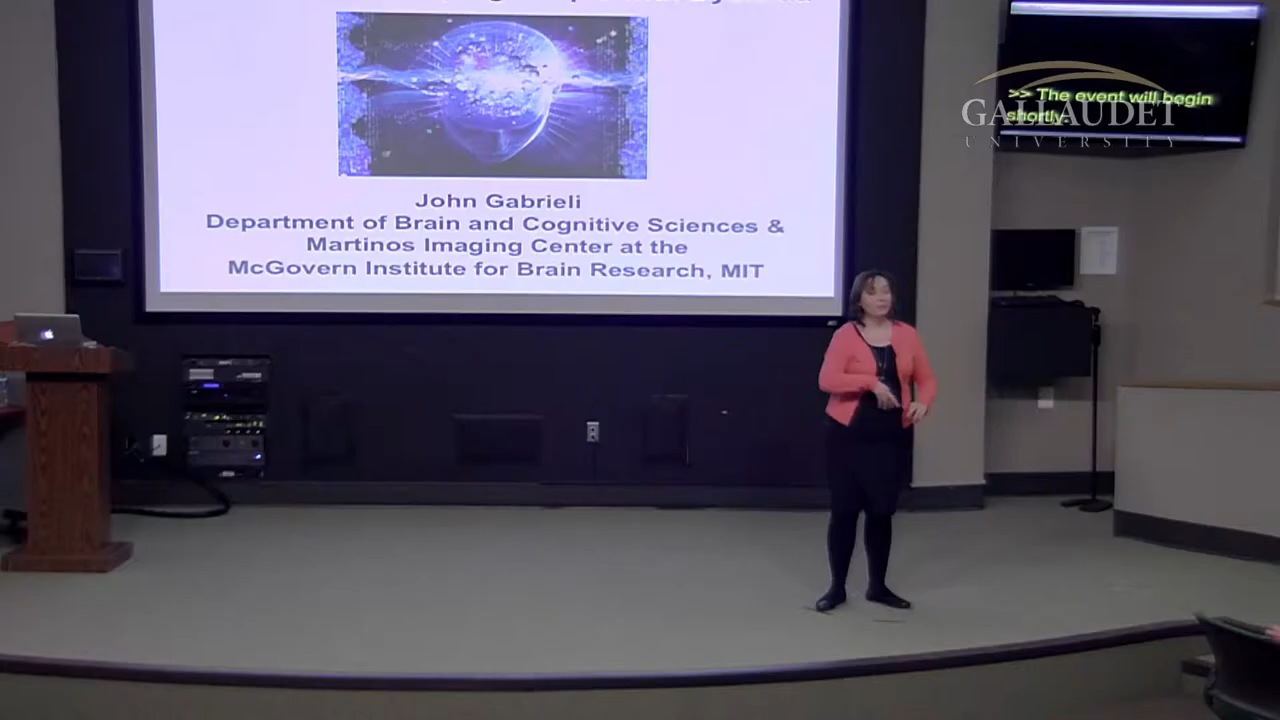 John Gabrieli
Department of Brain and Cognitive Sciences &
Martinos Imaging Center at the
McGovern Institute for Brain Research, MIT
>> The event will begin
shortly.
GALLAUDET
UNIVERSITY